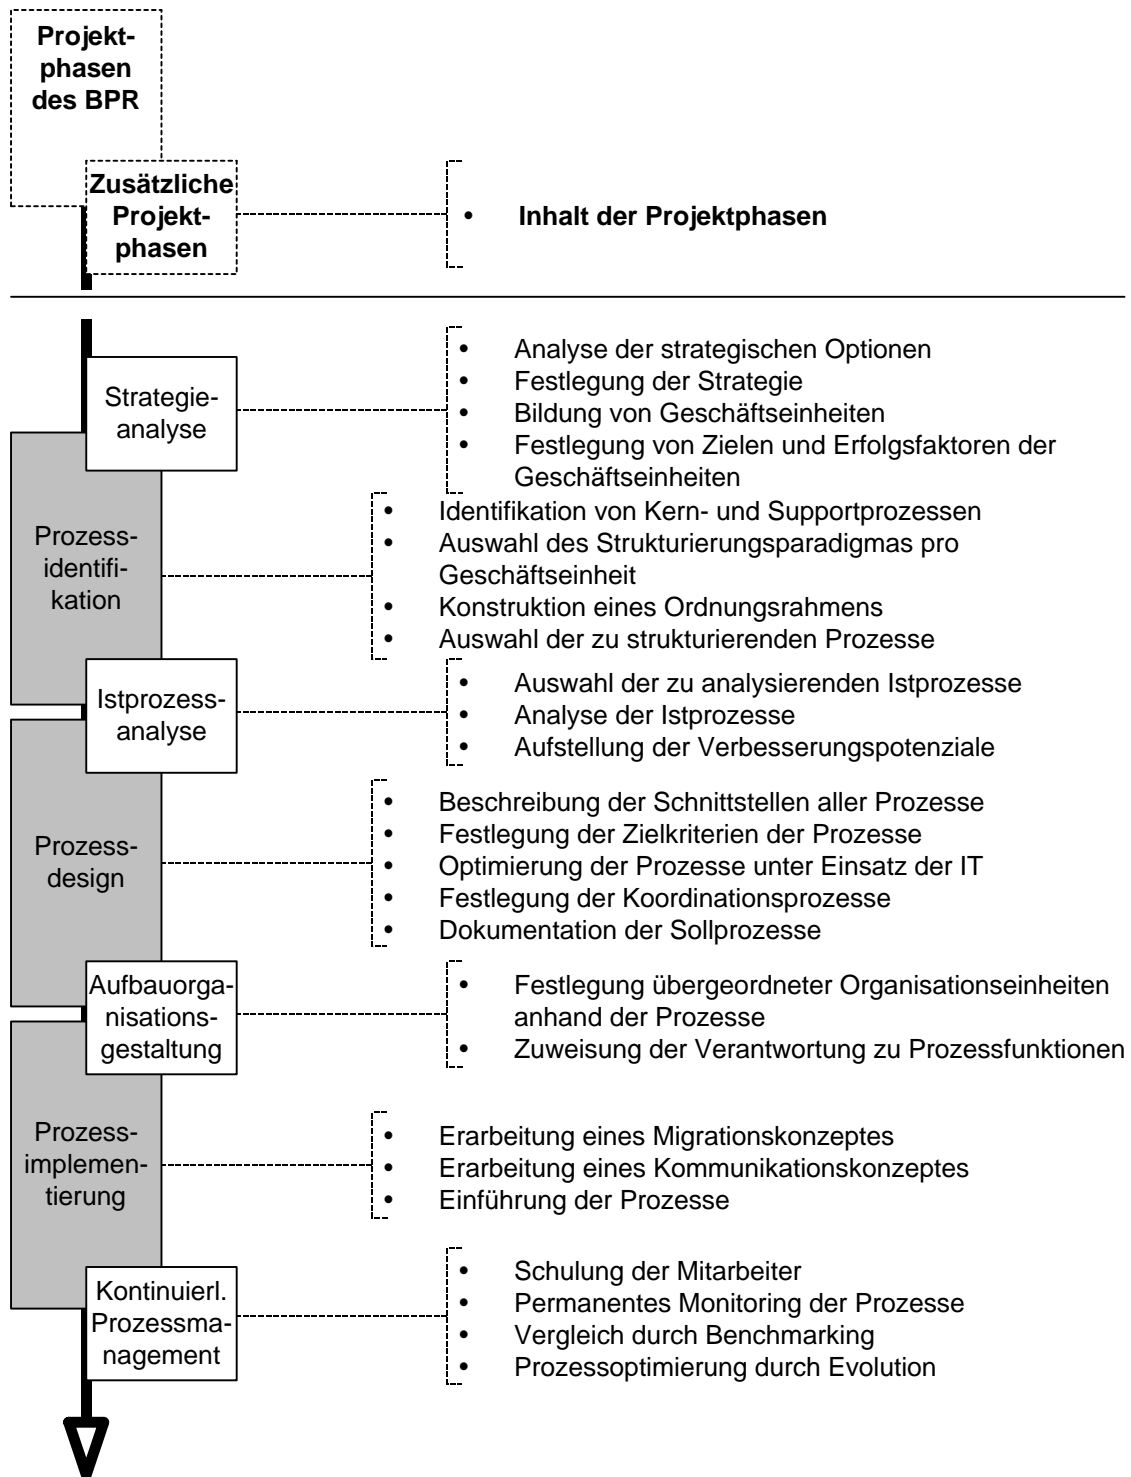 Projekt-
phasen
des BPR
Zusätzliche
Projekt-
phasen
• Inhalt der Projektphasen
Strategie-
analyse
• Analyse der strategischen Optionen
• Festlegung der Strategie
• Bildung von Geschäftseinheiten
• Festlegung von Zielen und Erfolgsfaktoren der
Geschäftseinheiten
Prozess-
identifi-
kation
• Identifikation von Kern- und Supportprozessen
• Auswahl des Strukturierungsparadigmas pro
Geschäftseinheit
• Konstruktion eines Ordnungsrahmens
• Auswahl der zu strukturierenden Prozesse
Istprozess-
analyse
• Auswahl der zu analysierenden Istprozesse
• Analyse der Istprozesse
• Aufstellung der Verbesserungspotenziale
Prozess-
design
• Beschreibung der Schnittstellen aller Prozesse
• Festlegung der Zielkriterien der Prozesse
• Optimierung der Prozesse unter Einsatz der IT
• Festlegung der Koordinationsprozesse
• Dokumentation der Sollprozesse
Aufbauorga-
nisations-
gestaltung
• Festlegung übergeordneter Organisationseinheiten
anhand der Prozesse
• Zuweisung der Verantwortung zu Prozessfunktionen
Prozess-
implemen-
tierung
• Erarbeitung eines Migrationskonzeptes
• Erarbeitung eines Kommunikationskonzeptes
• Einführung der Prozesse
Kontinuierl.
Prozessma-
nagement
• Schulung der Mitarbeiter
• Permanentes Monitoring der Prozesse
• Vergleich durch Benchmarking
• Prozessoptimierung durch Evolution